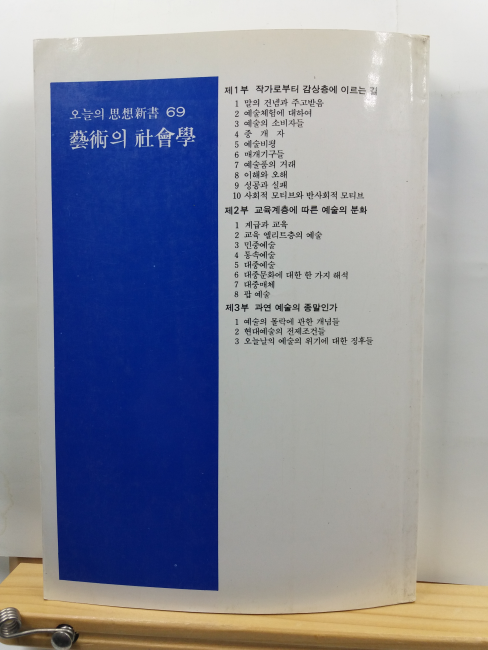 오늘의 思想新書 69
藝術의 社會學
제1부 작가로부터 감상층에 이르는 길
1 말의 건넴과 주고받음
2 예술체험에 대하여
3 예술의 소비자들
4 중 개 자
5 예술비평
6 매개기구들
7 예술품의 거래
8 이해와 오해
9 성공과 실패
10 사회적 모티브와 반사회적 모티브
제2부 교육계층에 따른 예술의 분화
1 계급과 교육
2 교육 엘리트층의 예술
3 민중예술
4 통속예술
5 대중예술
6 대중문화에 대한 한 가지 해석
7 대중매체
8 팝 예술
제3부 과연 예술의 종말인가
1 예술의 몰락에 관한 개념들
2 현대예술의 전제조건들
3 오늘날의 예술의 위기에 대한 징후들